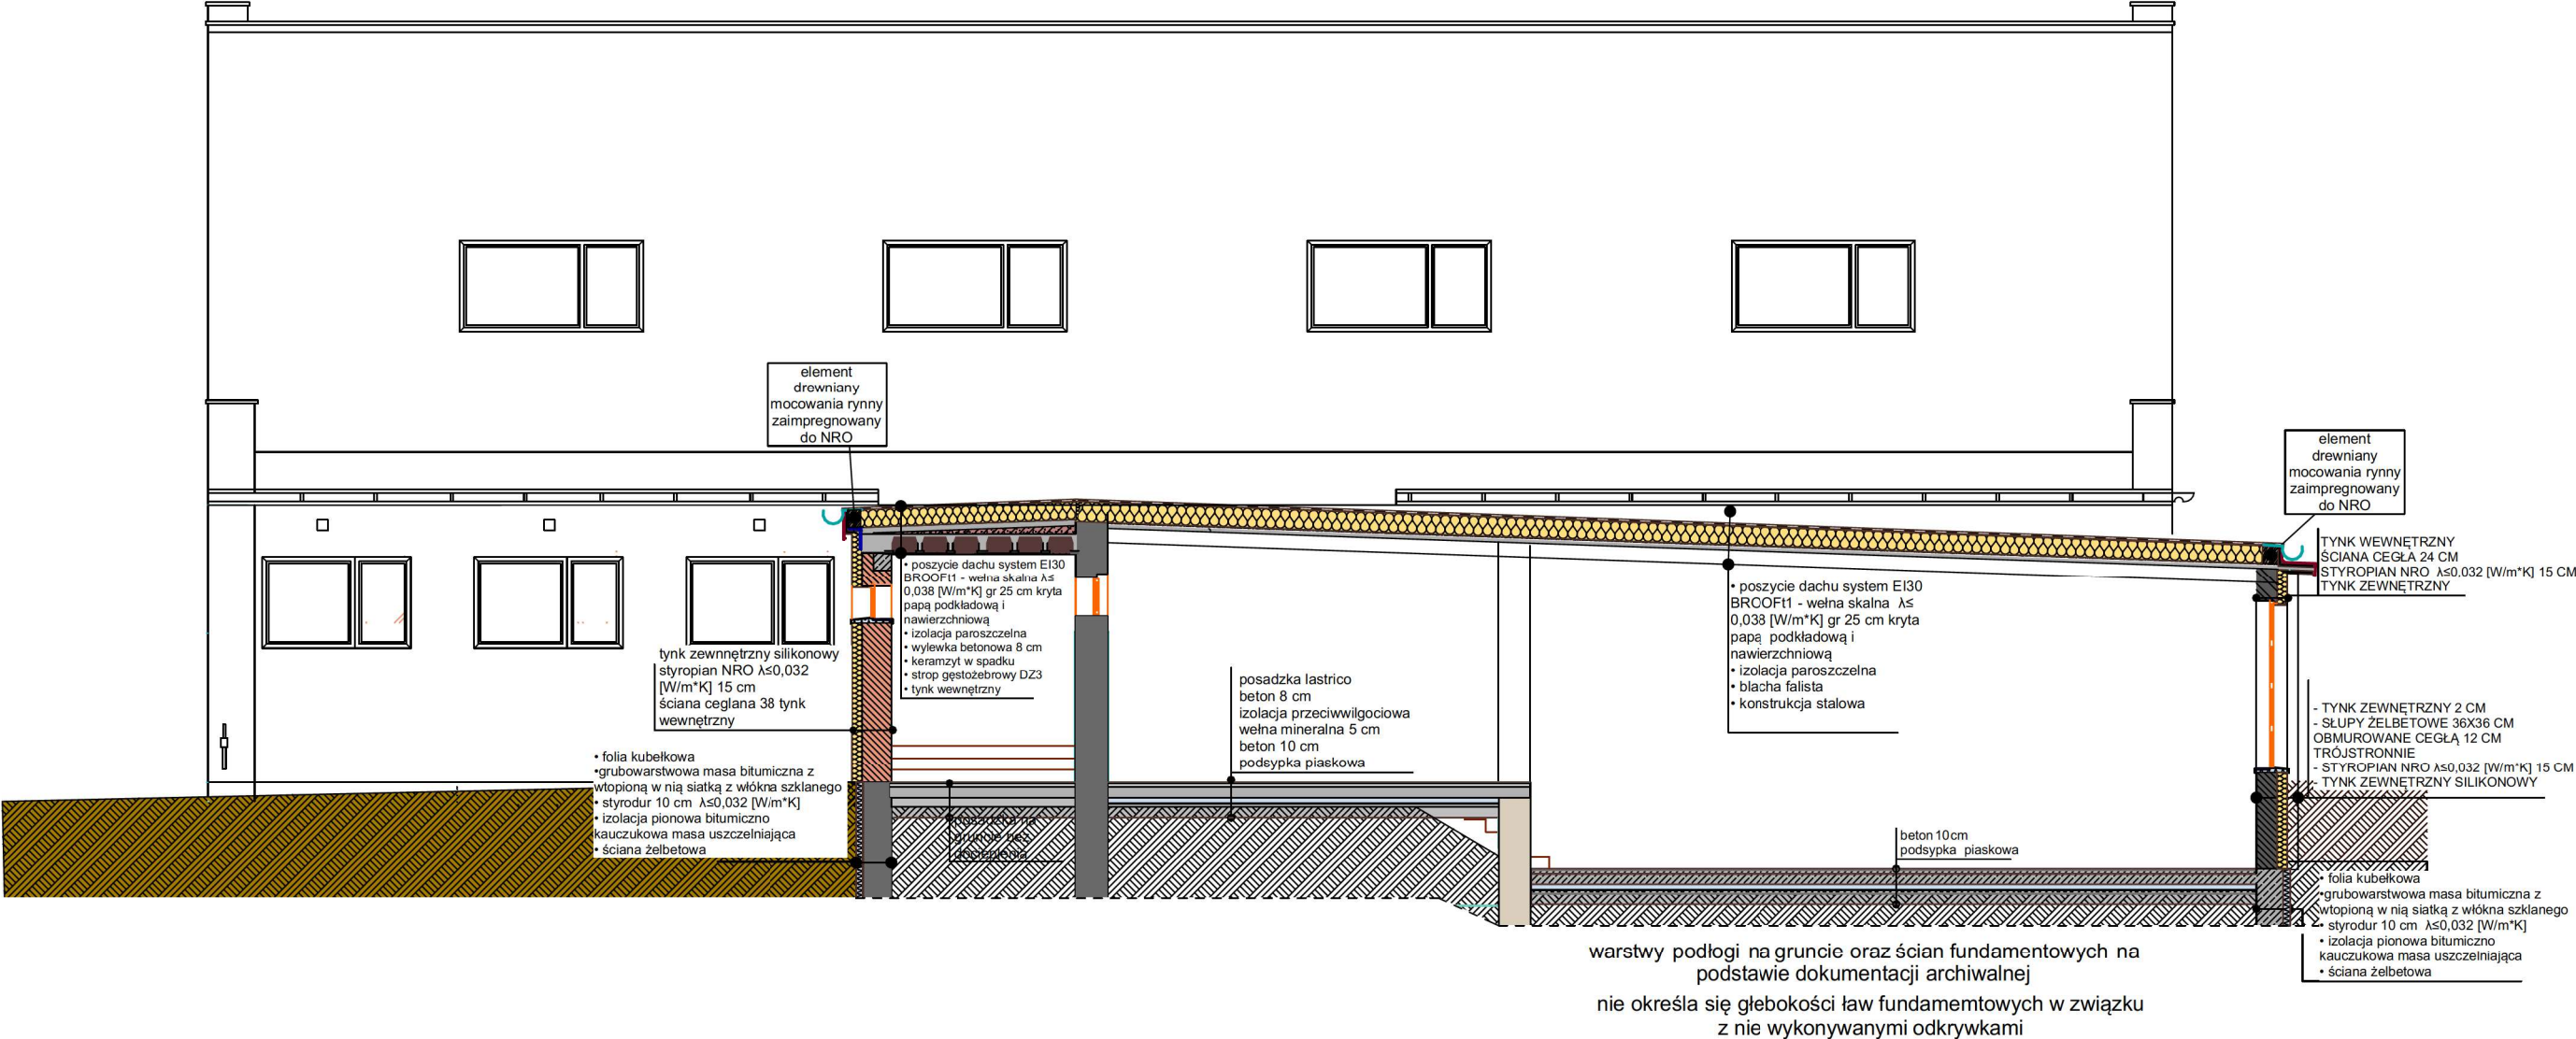 element
drewniany
mocowania rynny
zaimpregnowany
do NRO
element
drewniany
mocowania rynny
zaimpregnowany
do NRO
TYNK WEWNĘTRZNY
ŚCIANA CEGŁA 24 CM
STYROPIAN NRO λ≤0,032 [W/m*K] 15 CM
TYNK ZEWNĘTRZNY
• poszycie dachu system EI30
BROOFt1 - wełna skalna λ≤
0,038 [W/m*K] gr 25 cm kryta
papą podkładową i
nawierzchniową
• izolacja paroszczelna
• wylewka betonowa 8 cm
• keramzyt w spadku
• strop gęstożebrowy DZ3
• tynk wewnętrzny
• poszycie dachu system EI30
BROOFt1 - wełna skalna λ≤
0,038 [W/m*K] gr 25 cm kryta
papą podkładową i
nawierzchniową
• izolacja paroszczelna
• blacha falista
• konstrukcja stalowa
tynk zewnnętrzny silikonowy
styropian NRO λ≤0,032
[W/m*K] 15 cm
ściana ceglana 38 tynk
wewnętrzny
posadzka lastrico
beton 8 cm
izolacja przeciwwilgociowa
wełna mineralna 5 cm
beton 10 cm
podsypka piaskowa
- TYNK ZEWNĘTRZNY 2 CM
- SŁUPY ŻELBETOWE 36X36 CM
OBMUROWANE CEGŁĄ 12 CM
TRÓJSTRONNIE
- STYROPIAN NRO λ≤0,032 [W/m*K] 15 CM
- TYNK ZEWNĘTRZNY SILIKONOWY
• folia kubełkowa
•grubowarstwowa masa bitumiczna z
wtopioną w nią siatką z włókna szklanego
• styrodur 10 cm λ≤0,032 [W/m*K]
• izolacja pionowa bitumiczno
kauczukowa masa uszczelniająca
• ściana żelbetowa
posadzka na
gruncie bez
docieplenia
beton 10cm
podsypka piaskowa
• folia kubełkowa
•grubowarstwowa masa bitumiczna z
wtopioną w nią siatką z włókna szklanego
• styrodur 10 cm λ≤0,032 [W/m*K]
• izolacja pionowa bitumiczno
kauczukowa masa uszczelniająca
• ściana żelbetowa
warstwy podłogi na gruncie oraz ścian fundamentowych na
podstawie dokumentacji archiwalnej
nie określa się głebokości ław fundamemtowych w związku
z nie wykonywanymi odkrywkami